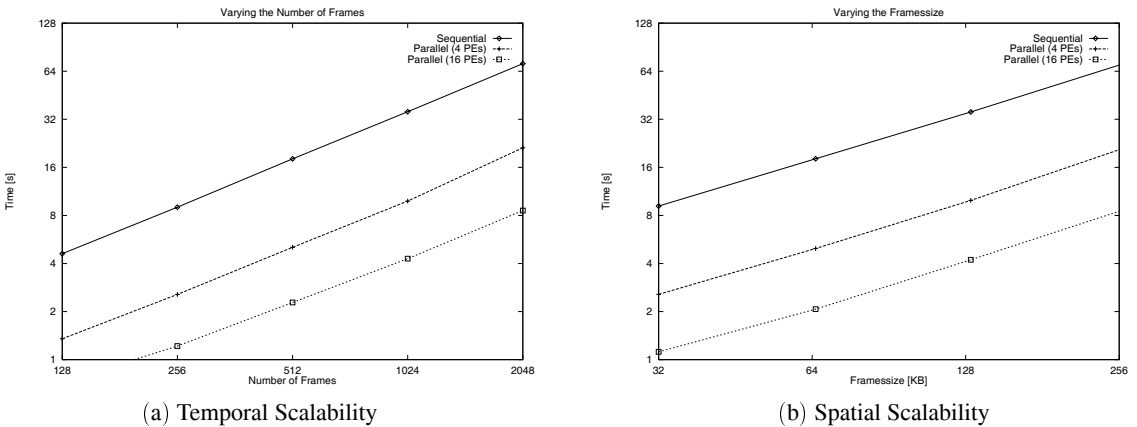 Varying the Number of Frames
128
64
32
16
8
4
2
1
Time [s]
Sequential
Parallel (4 PEs)
Parallel (16 PEs)
128 256 512 1024 2048
Number of Frames
(a) Temporal Scalability
Varying the Framessize
128
64
32
16
8
4
2
1
Time [s]
Sequential
Parallel (4 PEs)
Parallel (16 PEs)
32 64 128 256
Framessize [KB]
(b) Spatial Scalability